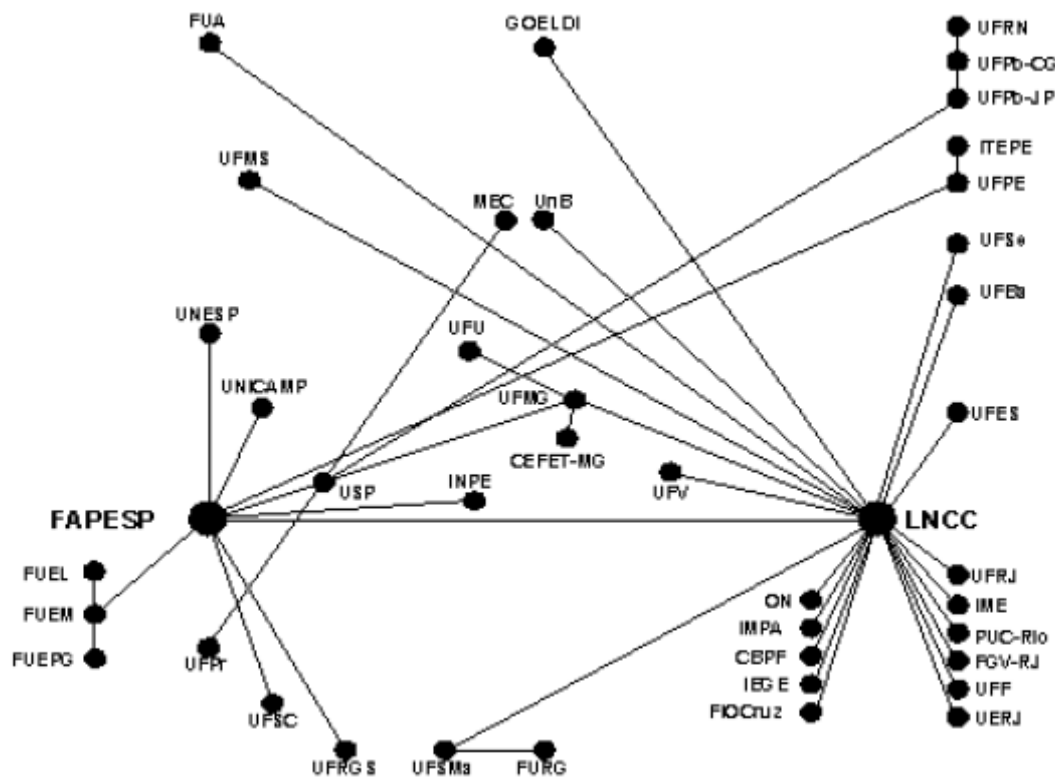 FUA
GOELDI
UFRN
UFPb-CG
UFPb-JP
UFMS
ITEPE
UFPE
MEC
UnB
UFSe
UFBa
UNESP
UFU
UNICAMP
UFMG
UFES
CEFET-MG
USP
INPE
UFV
FAPESP
LNCC
FUEL
UFRJ
ON
IME
FUEM
IMPA
PUC-Rio
FUEPG
UFPr
CBPF
FGV-RJ
IBGE
UFF
UFSC
FIOCruz
UERJ
UFRGS
UFSMa
FURG